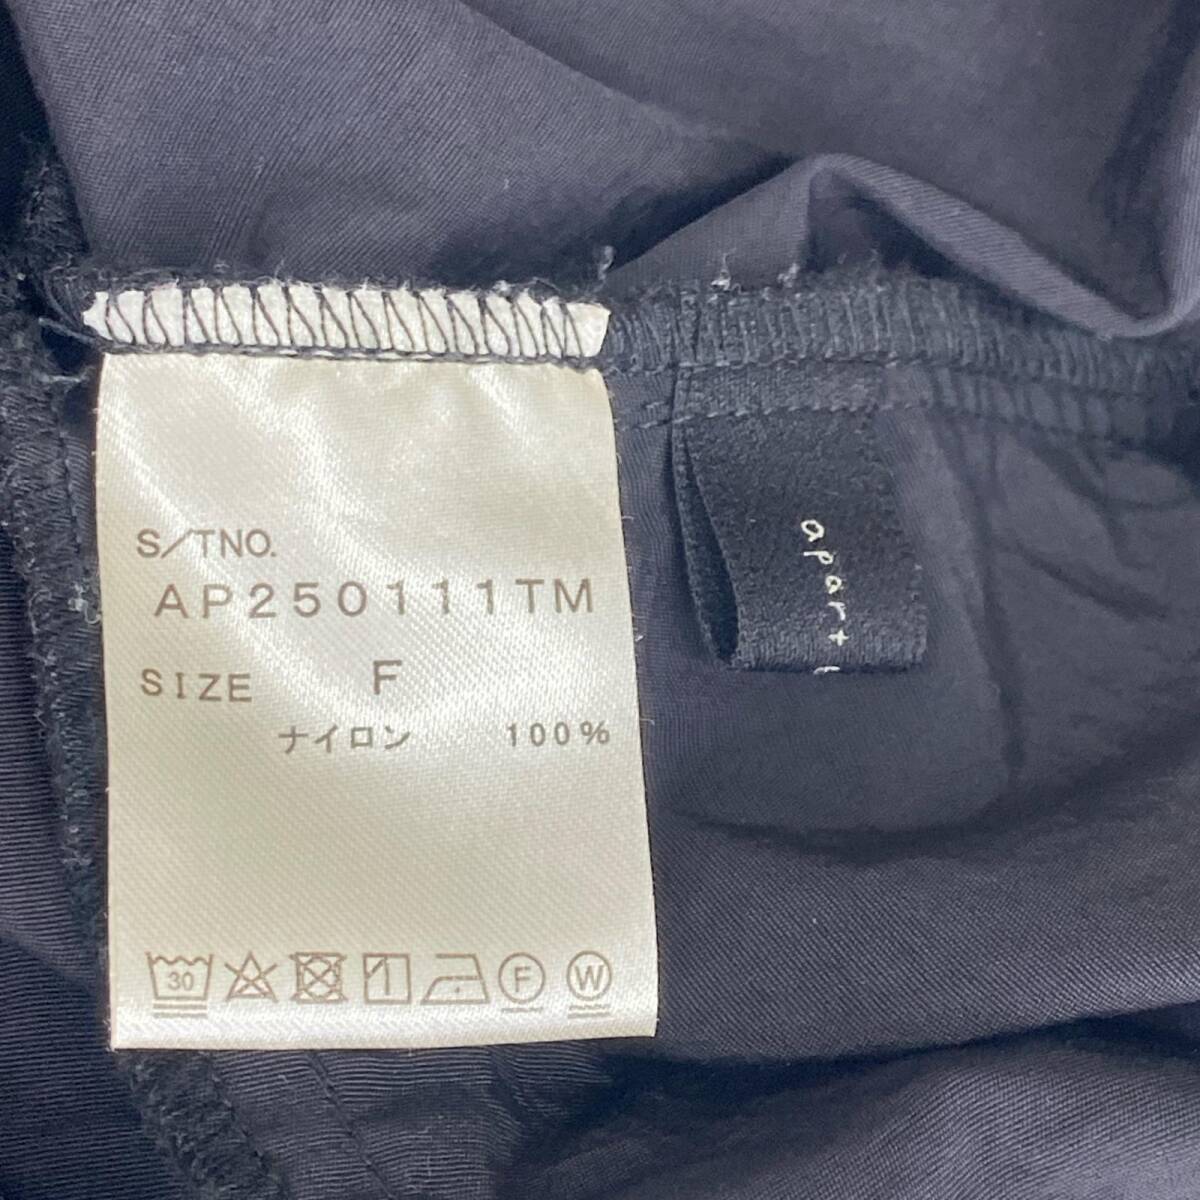 S/TNO.
AP250111TM
SIZE F
ナイロン 100%
30
F
W
apart